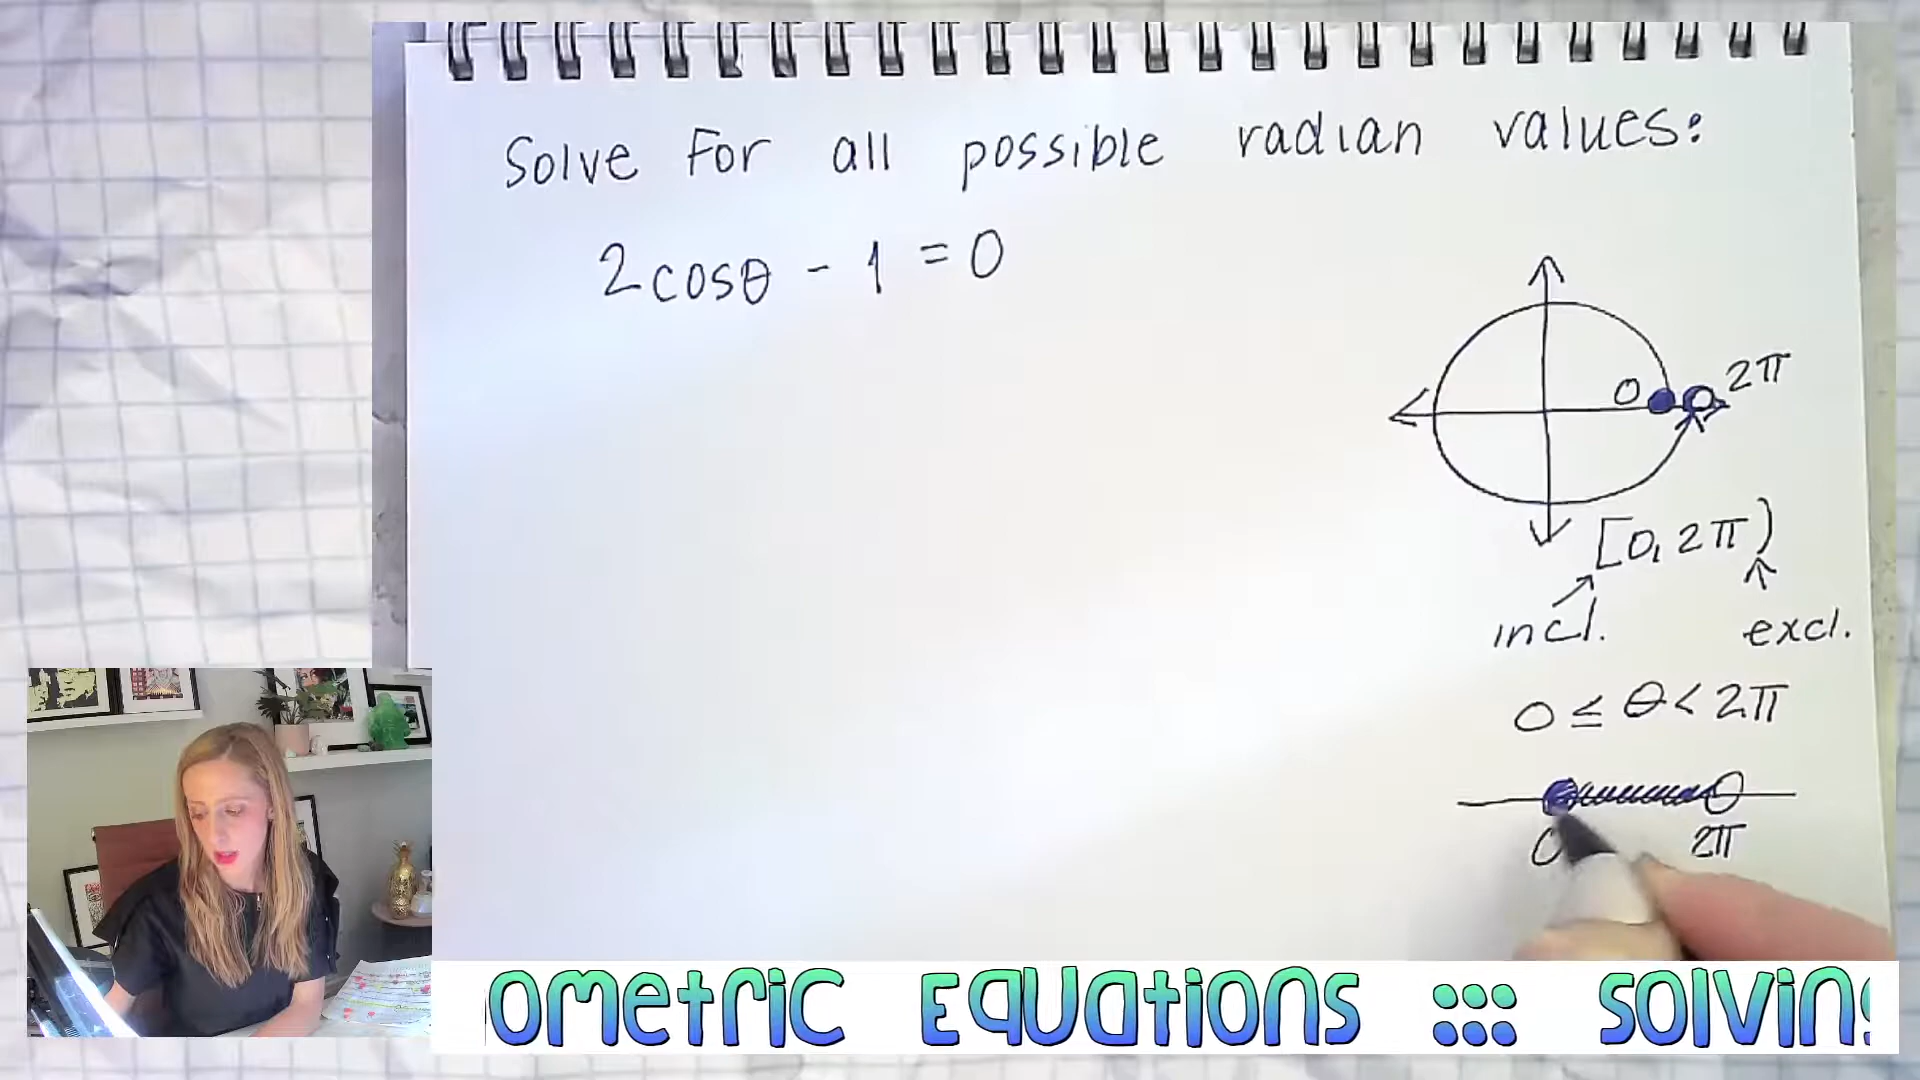 Solve For all possible radian values:
2cosθ - 1 = 0
0 2π
[0, 2π)
incl. excl.
0 ≤ θ < 2π
0 2π
ometric Equations ::: Solving